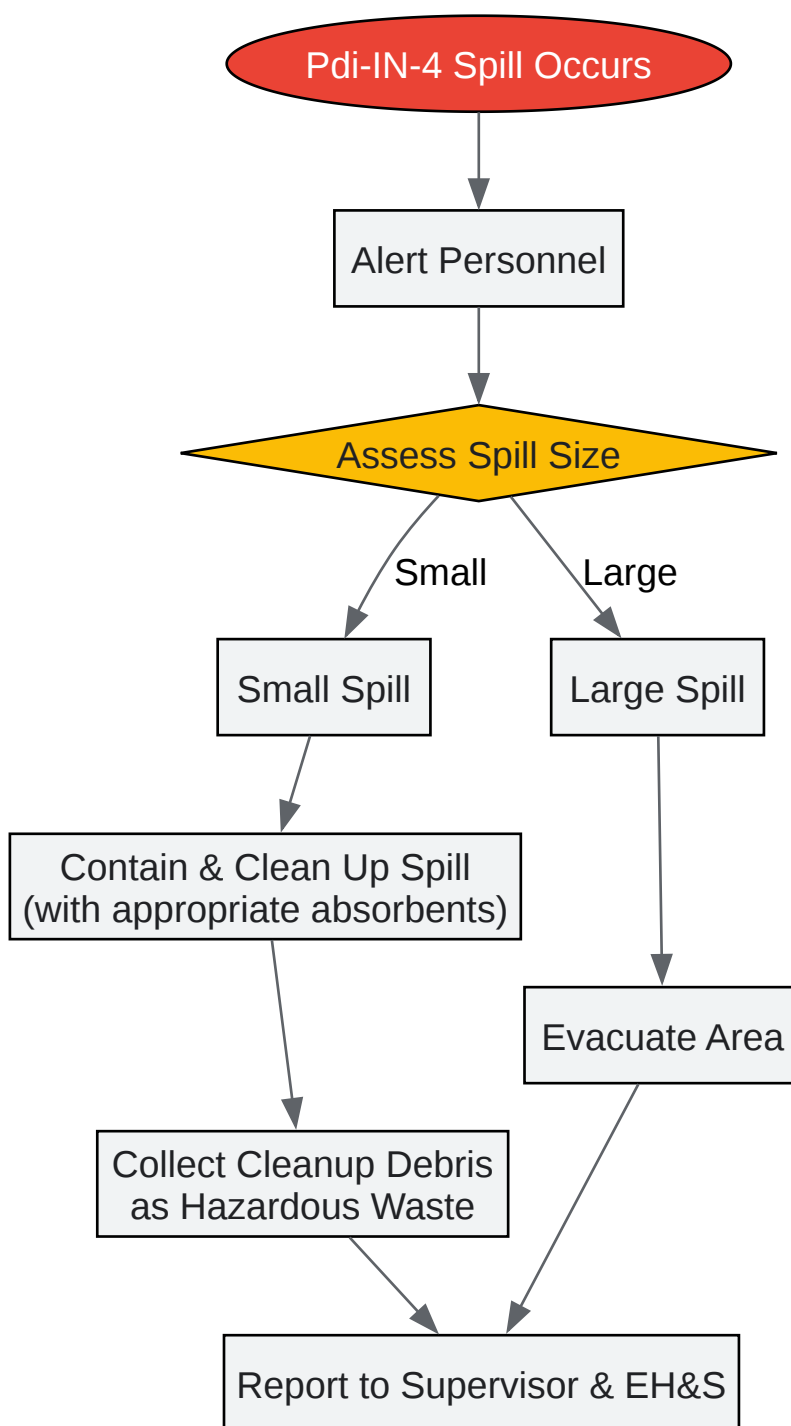 Pdi-IN-4 Spill Occurs
Alert Personnel
Assess Spill Size
Small
Large
Small Spill
Large Spill
Contain & Clean Up Spill
(with appropriate absorbents)
Evacuate Area
Collect Cleanup Debris
as Hazardous Waste
Report to Supervisor & EH&S